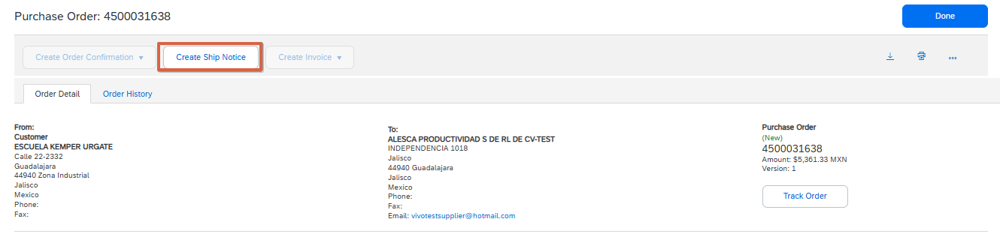 Purchase Order: 4500031638
Done
Create Order Confirmation
Create Ship Notice
Create Invoice
Order Detail
Order History
From:
Customer
ESCUELA KEMPER URGATE
Calle 22-2332
Guadalajara
44940 Zona Industrial
Jalisco
Mexico
Phone:
Fax:
To:
ALESCA PRODUCTIVIDAD S DE RL DE CV-TEST
INDEPENDENCIA 1018
Jalisco
44940 Guadalajara
Jalisco
Mexico
Phone:
Fax:
Email: vivotestsupplier@hotmail.com
Purchase Order
(New)
4500031638
Amount: $5,361.33 MXN
Version: 1
Track Order